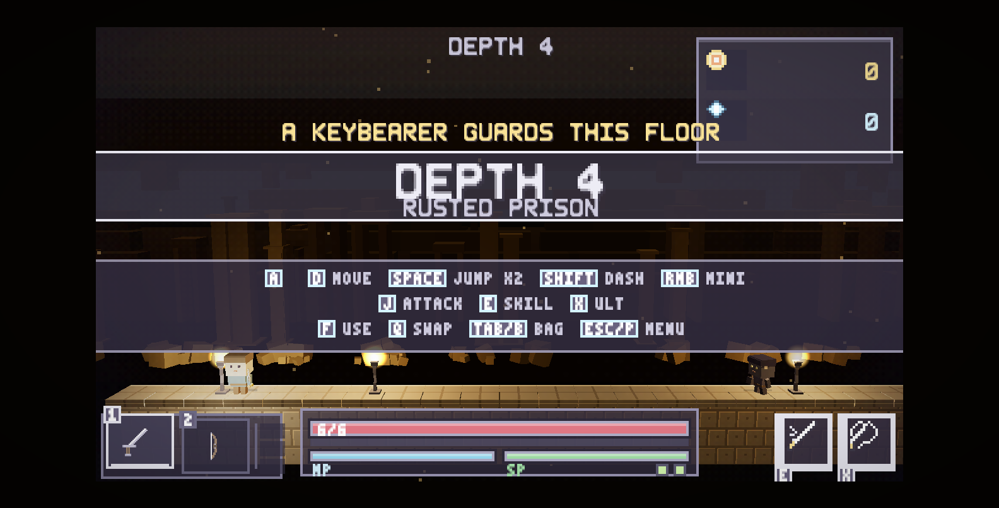 DEPTH 4
0
A KEYBEARER GUARDS THIS FLOOR
0
DEPTH 4
RUSTED PRISON
A D MOVE SPACE JUMP X2 SHIFT DASH RMB MINI
J ATTACK E SKILL X ULT
F USE Q SWAP TAB/B BAG ESC/P MENU
1
2
6/6
MP
SP
E
X